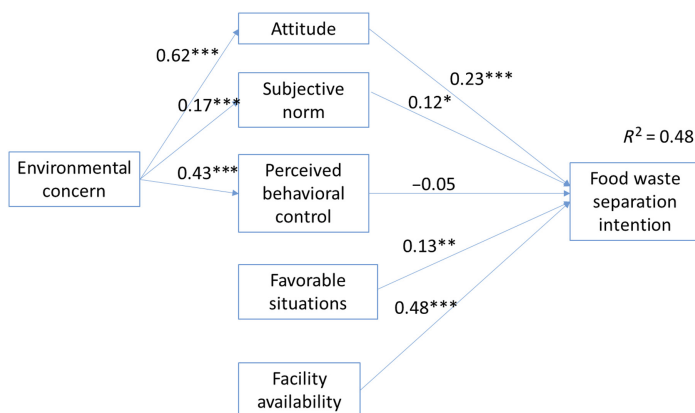 Attitude
0.62***
0.23***
Subjective
norm
0.17***
0.12*
R² = 0.48
Environmental
concern
0.43***
Perceived
behavioral
control
−0.05
Food waste
separation
intention
Favorable
situations
0.13**
0.48***
Facility
availability